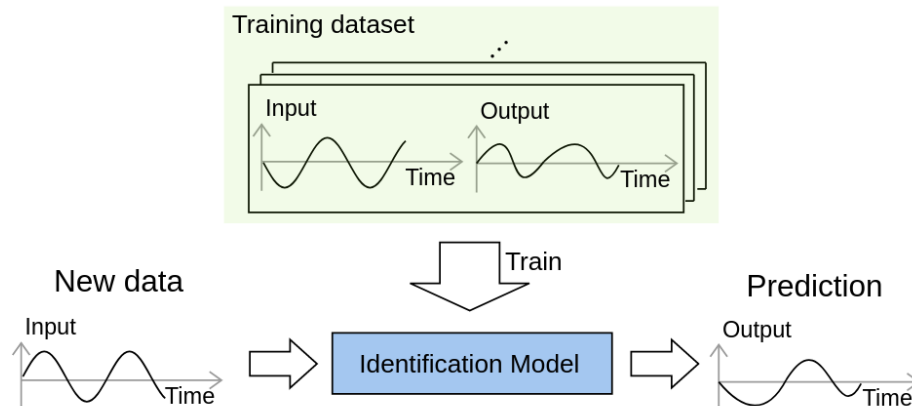 Training dataset
Input
Output
Time
Time
Train
New data
Prediction
Input
Output
Identification Model
Time
Time